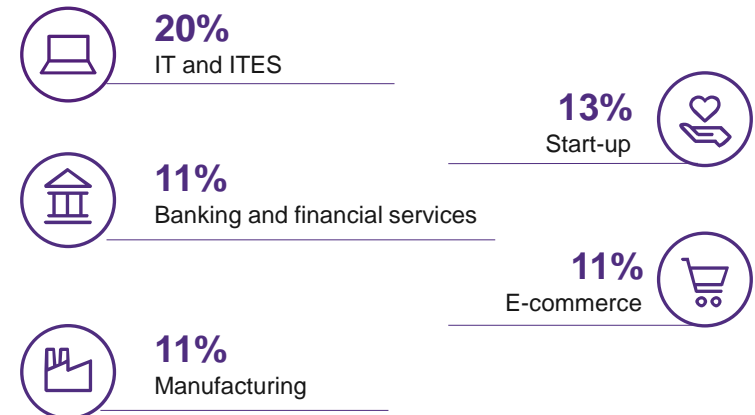 20%
IT and ITES
13%
Start-up
11%
Banking and financial services
11%
E-commerce
11%
Manufacturing